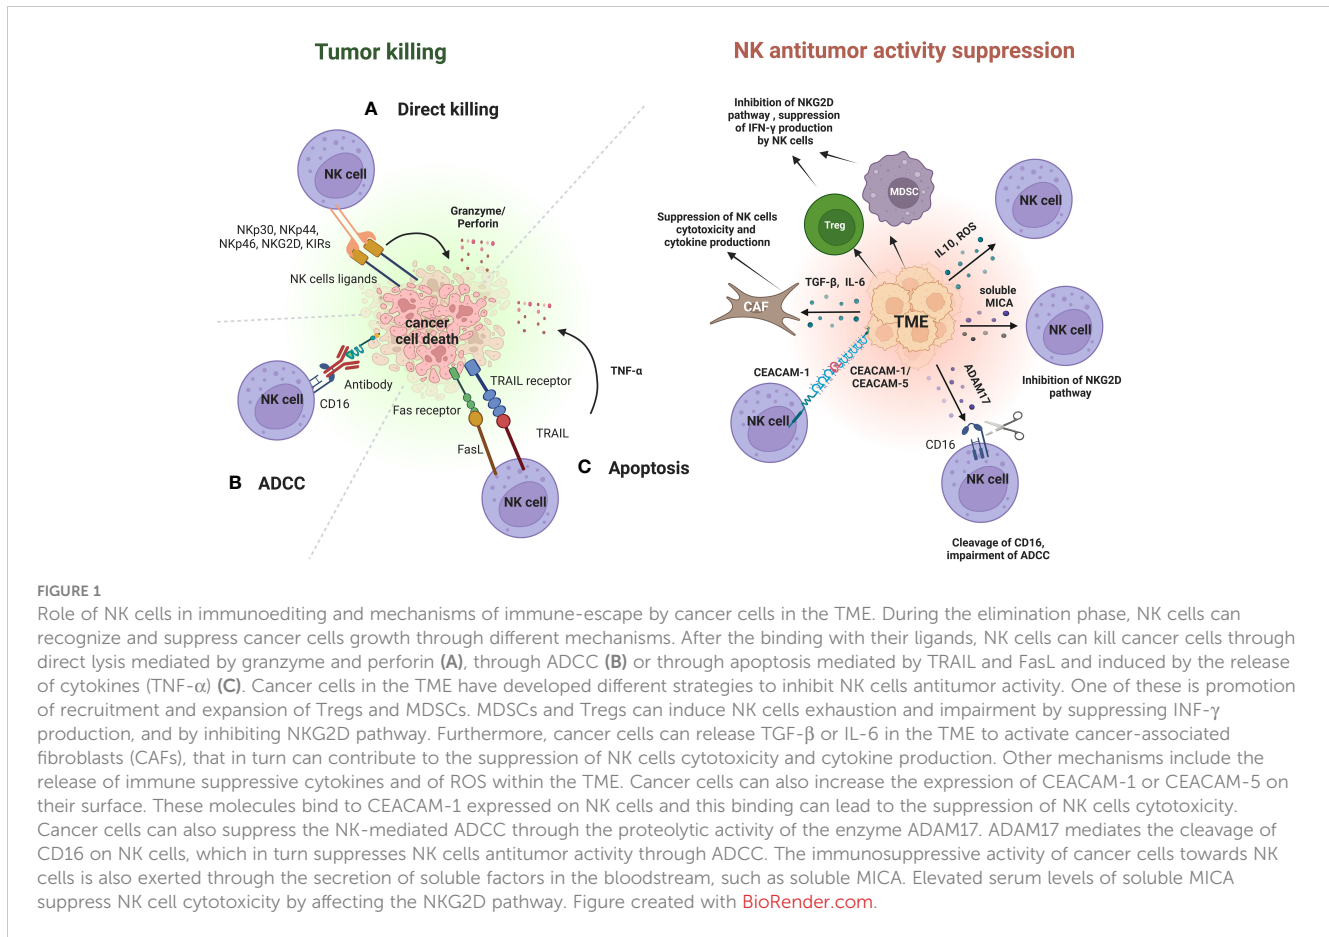 Tumor killing
NK antitumor activity suppression
A Direct killing
NK cell
NKp30, NKp44,
NKp46, NKG2D, KIRs
NK cells ligands
Granzyme/
Perforin
cancer
cell death
NK cell
CD16
Antibody
B ADCC
Fas receptor
FasL
TRAIL receptor
TRAIL
TNF-α
NK cell
C Apoptosis
Inhibition of NKG2D
pathway , suppression
of IFN-γ production
by NK cells
MDSC
Treg
Suppression of NK cells
cytotoxicity and
cytokine productionn
CAF
TGF-β, IL-6
TME
IL10, ROS
NK cell
soluble
MICA
NK cell
Inhibition of NKG2D
pathway
CEACAM-1
CEACAM-1/
CEACAM-5
NK cell
ADAM17
CD16
NK cell
Cleavage of CD16,
impairment of ADCC
FIGURE 1
Role of NK cells in immunoediting and mechanisms of immune-escape by cancer cells in the TME. During the elimination phase, NK cells can
recognize and suppress cancer cells growth through different mechanisms. After the binding with their ligands, NK cells can kill cancer cells through
direct lysis mediated by granzyme and perforin (A), through ADCC (B) or through apoptosis mediated by TRAIL and FasL and induced by the release
of cytokines (TNF-α) (C). Cancer cells in the TME have developed different strategies to inhibit NK cells antitumor activity. One of these is promotion
of recruitment and expansion of Tregs and MDSCs. MDSCs and Tregs can induce NK cells exhaustion and impairment by suppressing INF-γ
production, and by inhibiting NKG2D pathway. Furthermore, cancer cells can release TGF-β or IL-6 in the TME to activate cancer-associated
fibroblasts (CAFs), that in turn can contribute to the suppression of NK cells cytotoxicity and cytokine production. Other mechanisms include the
release of immune suppressive cytokines and of ROS within the TME. Cancer cells can also increase the expression of CEACAM-1 or CEACAM-5 on
their surface. These molecules bind to CEACAM-1 expressed on NK cells and this binding can lead to the suppression of NK cells cytotoxicity.
Cancer cells can also suppress the NK-mediated ADCC through the proteolytic activity of the enzyme ADAM17. ADAM17 mediates the cleavage of
CD16 on NK cells, which in turn suppresses NK cells antitumor activity through ADCC. The immunosuppressive activity of cancer cells towards NK
cells is also exerted through the secretion of soluble factors in the bloodstream, such as soluble MICA. Elevated serum levels of soluble MICA
suppress NK cell cytotoxicity by affecting the NKG2D pathway. Figure created with BioRender.com.